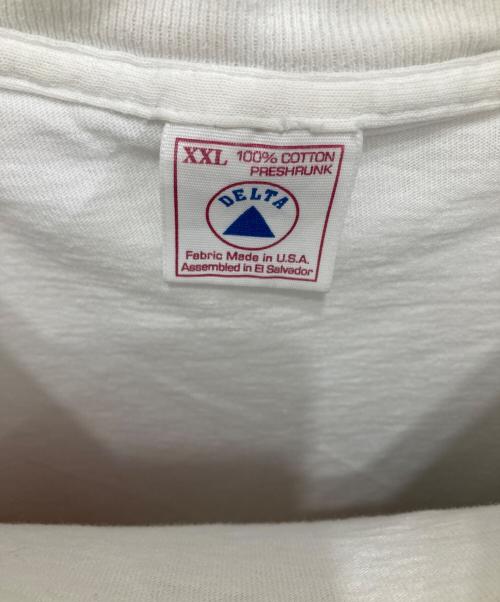 XXL 100% COTTON
PRESHRUNK
DELTA
Fabric Made in U.S.A.
Assembled in El Salvador